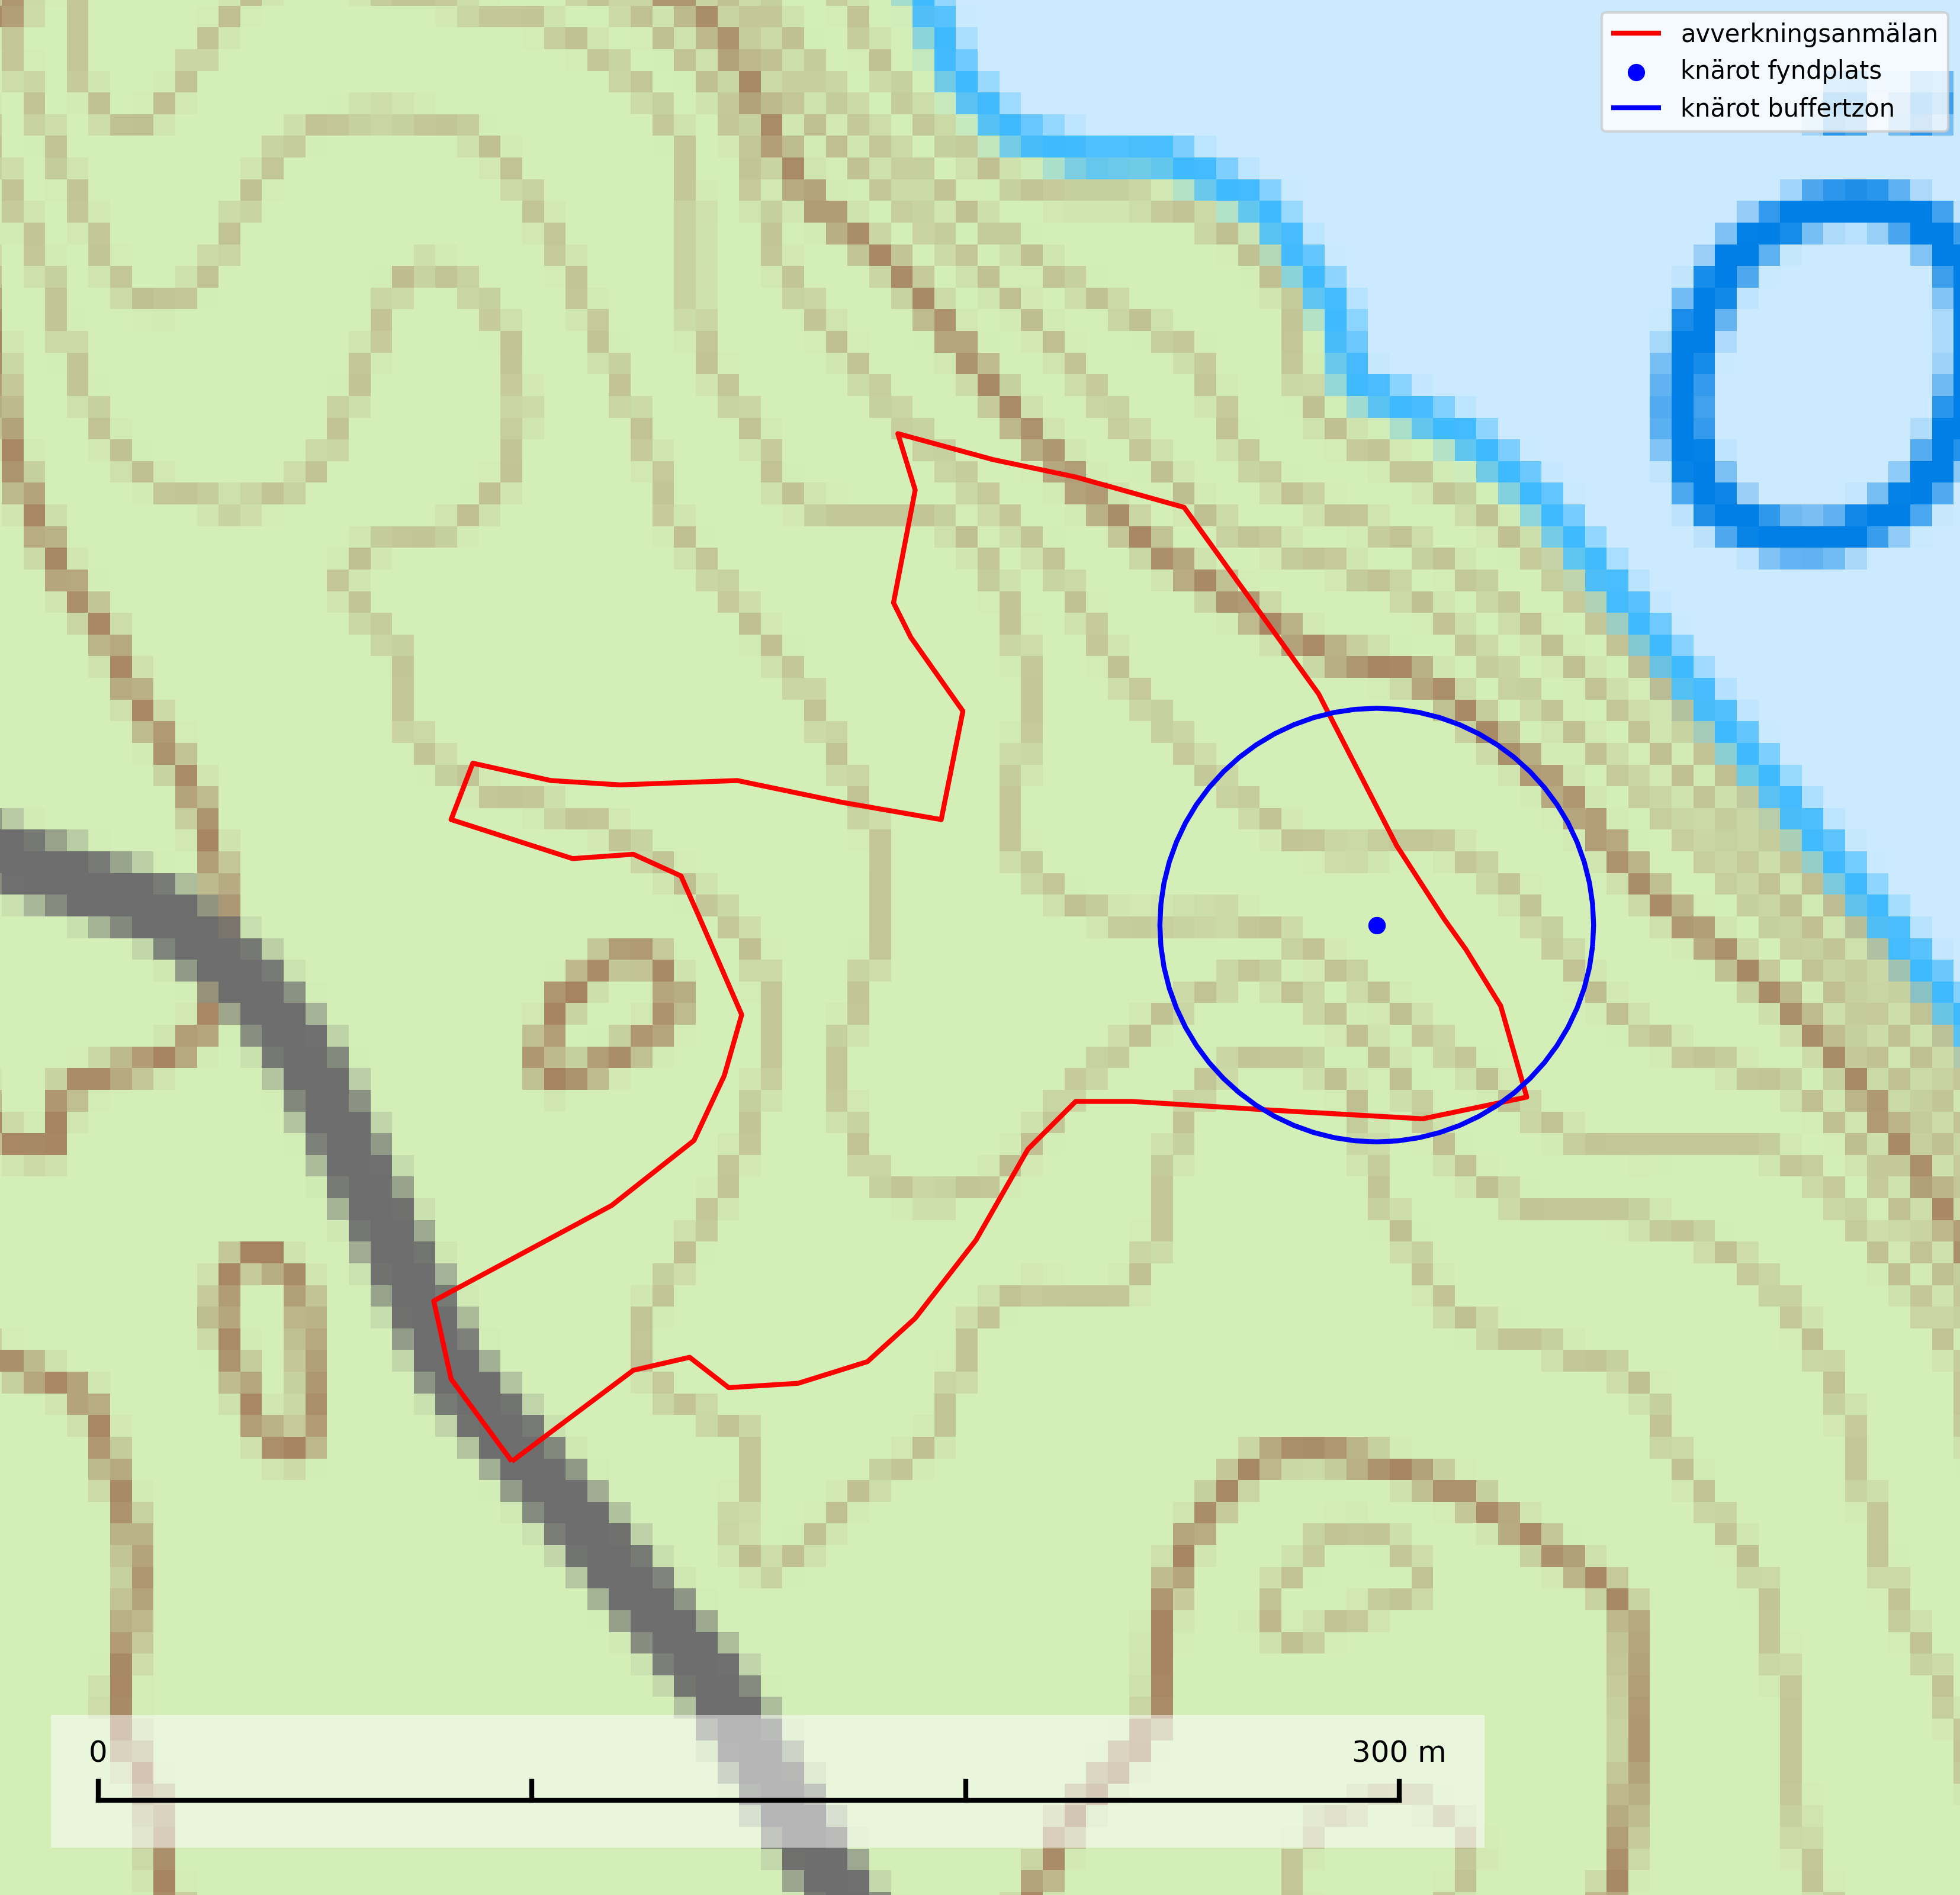 avverkningsanmälan
knärot fyndplats
knärot buffertzon
0
300 m